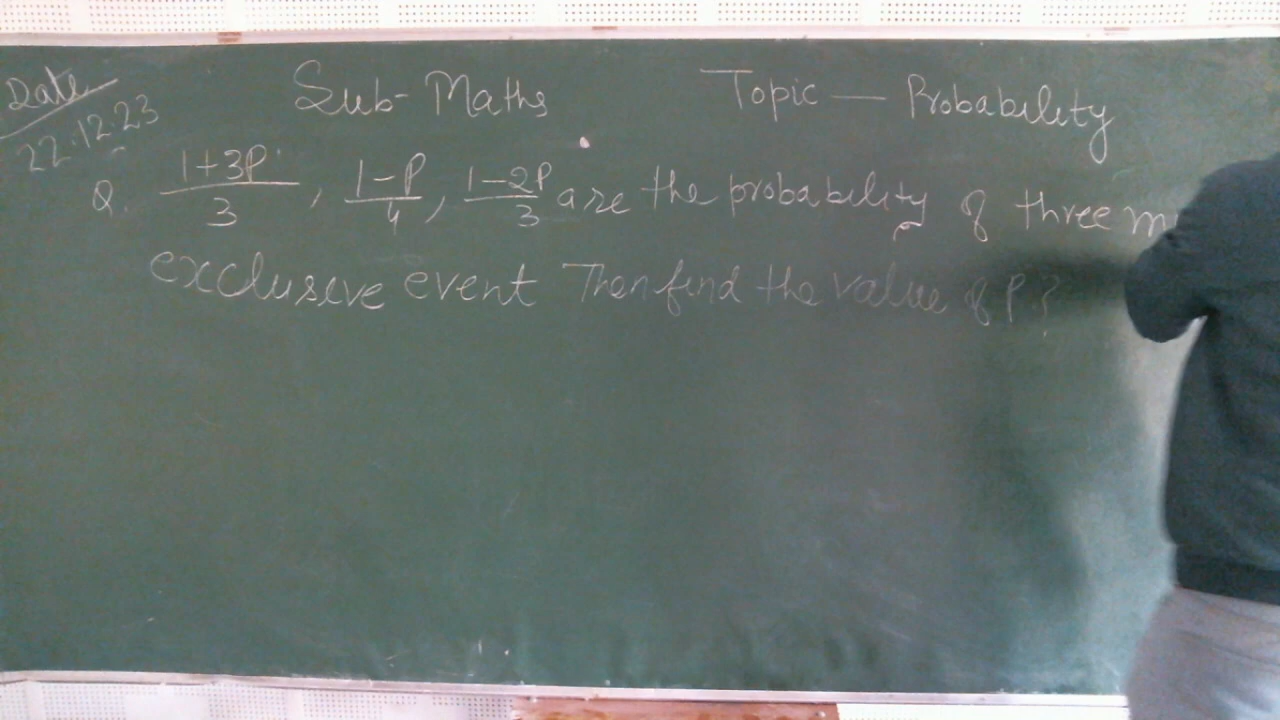 Date Sub-Maths Topic — Probability
22.12.23
Q. 1+3P/3, 1-P/4, 1-2P/3 are the probability of three m
exclusive event Then find the value of P?